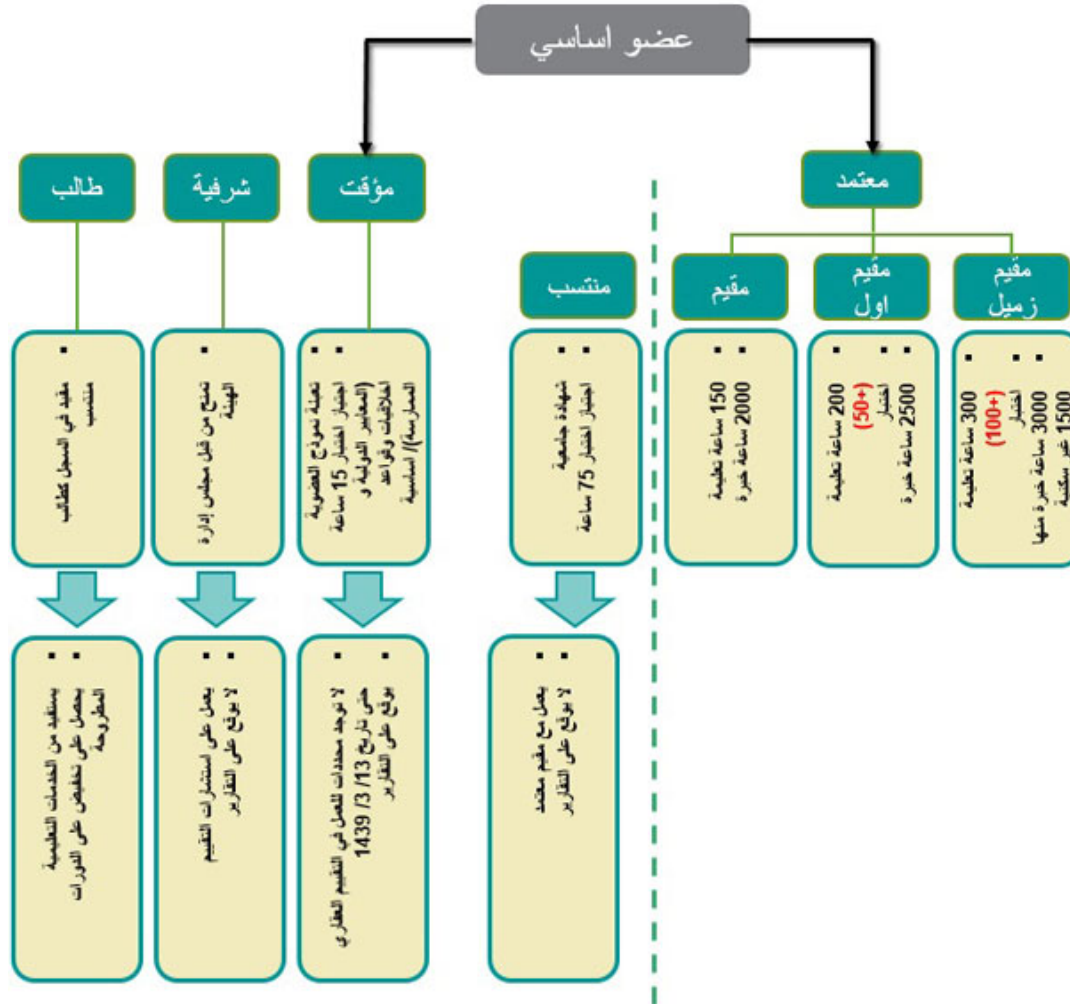 عضو اساسي
معتمد
مؤقت
شرفية
طالب
مقيم
زميل
مقيم
اول
مقيم
منتسب
300 ساعة تعليمة
(+100)
اختبار
3000 ساعة خبرة منها
1500 غير سكنية
200 ساعة تعليمة
(+50)
اختبار
2500 ساعة خبرة
150 ساعة تعليمة
2000 ساعة خبرة
شهادة جامعية
اجتياز اختبار 75 ساعة
تعبئة نموذج العضوية
اجتياز اختبار 15 ساعة
اخلاقيات وقواعد
(المعايير الدولية و
الممارسة)/ اساسية
تمنح من قبل مجلس إدارة
الهيئة
مقيد في السجل كطالب
منتسب
يعمل مع مقيم معتمد
لا يوقع على التقارير
لا توجد محددات للعمل في التقييم العقاري
حتى تاريخ 13/ 3/ 1439
يوقع على التقارير
يعمل على استشارات التقييم
لا يوقع على التقارير
يستفيد من الخدمات التعليمية
يحصل على تخفيض على الدورات
المطروحة